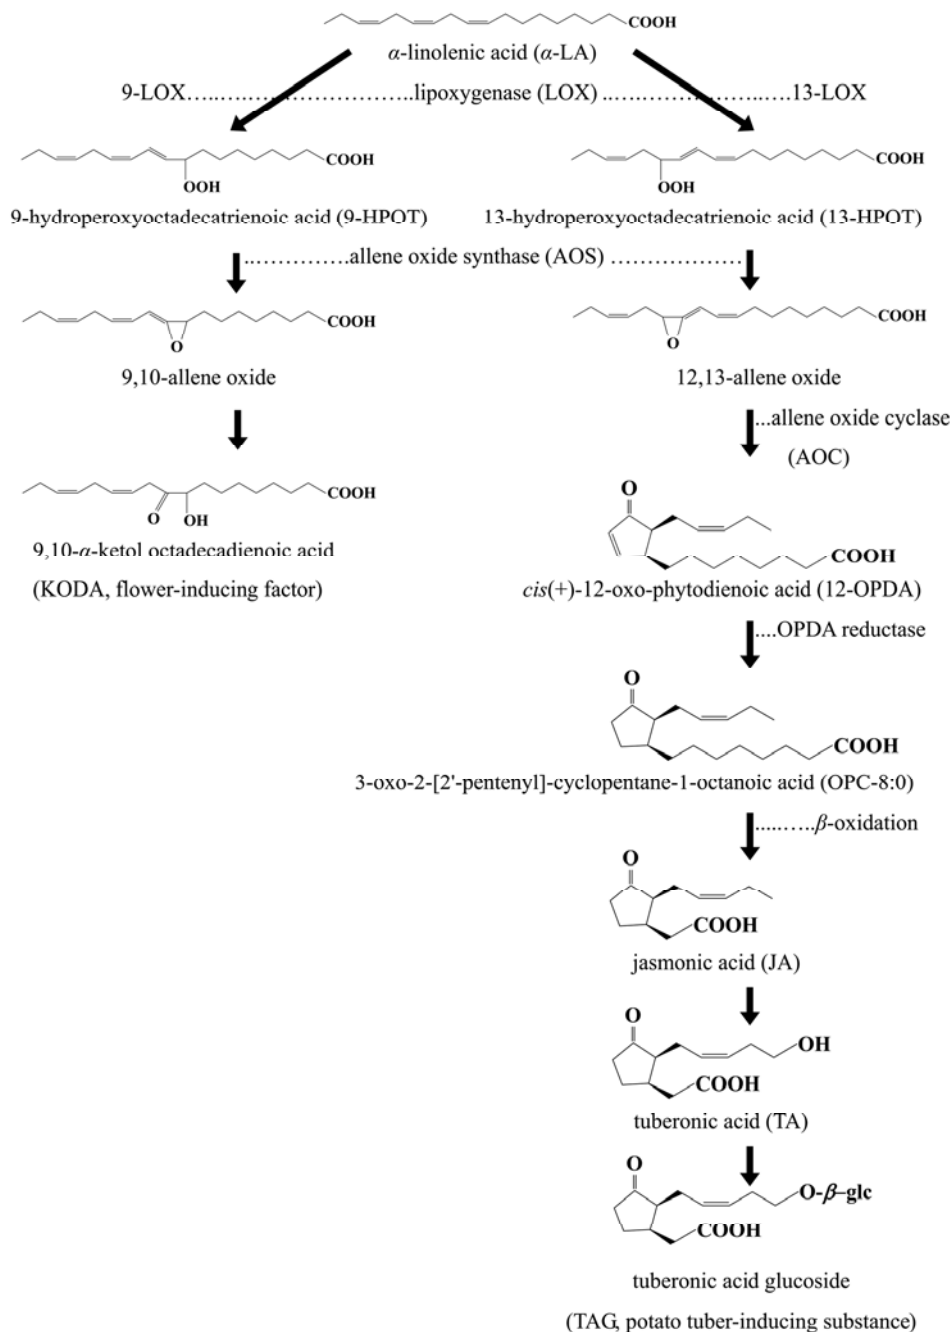 COOH
α-linolenic acid (α-LA)
9-LOX…..……………………...lipoxygenase (LOX) ..…..……………..….13-LOX
COOH
OOH
9-hydroperoxyoctadecatrienoic acid (9-HPOT)
COOH
OOH
13-hydroperoxyoctadecatrienoic acid (13-HPOT)
..………….allene oxide synthase (AOS) ………………
COOH
O
9,10-allene oxide
COOH
O
12,13-allene oxide
...allene oxide cyclase
(AOC)
COOH
O
OH
9,10-α-ketol octadecadienoic acid
(KODA, flower-inducing factor)
O
COOH
cis(+)-12-oxo-phytodienoic acid (12-OPDA)
....OPDA reductase
O
COOH
3-oxo-2-[2'-pentenyl]-cyclopentane-1-octanoic acid (OPC-8:0)
.....…..β-oxidation
O
COOH
jasmonic acid (JA)
O
OH
COOH
tuberonic acid (TA)
O
O-β-glc
COOH
tuberonic acid glucoside
(TAG, potato tuber-inducing substance)